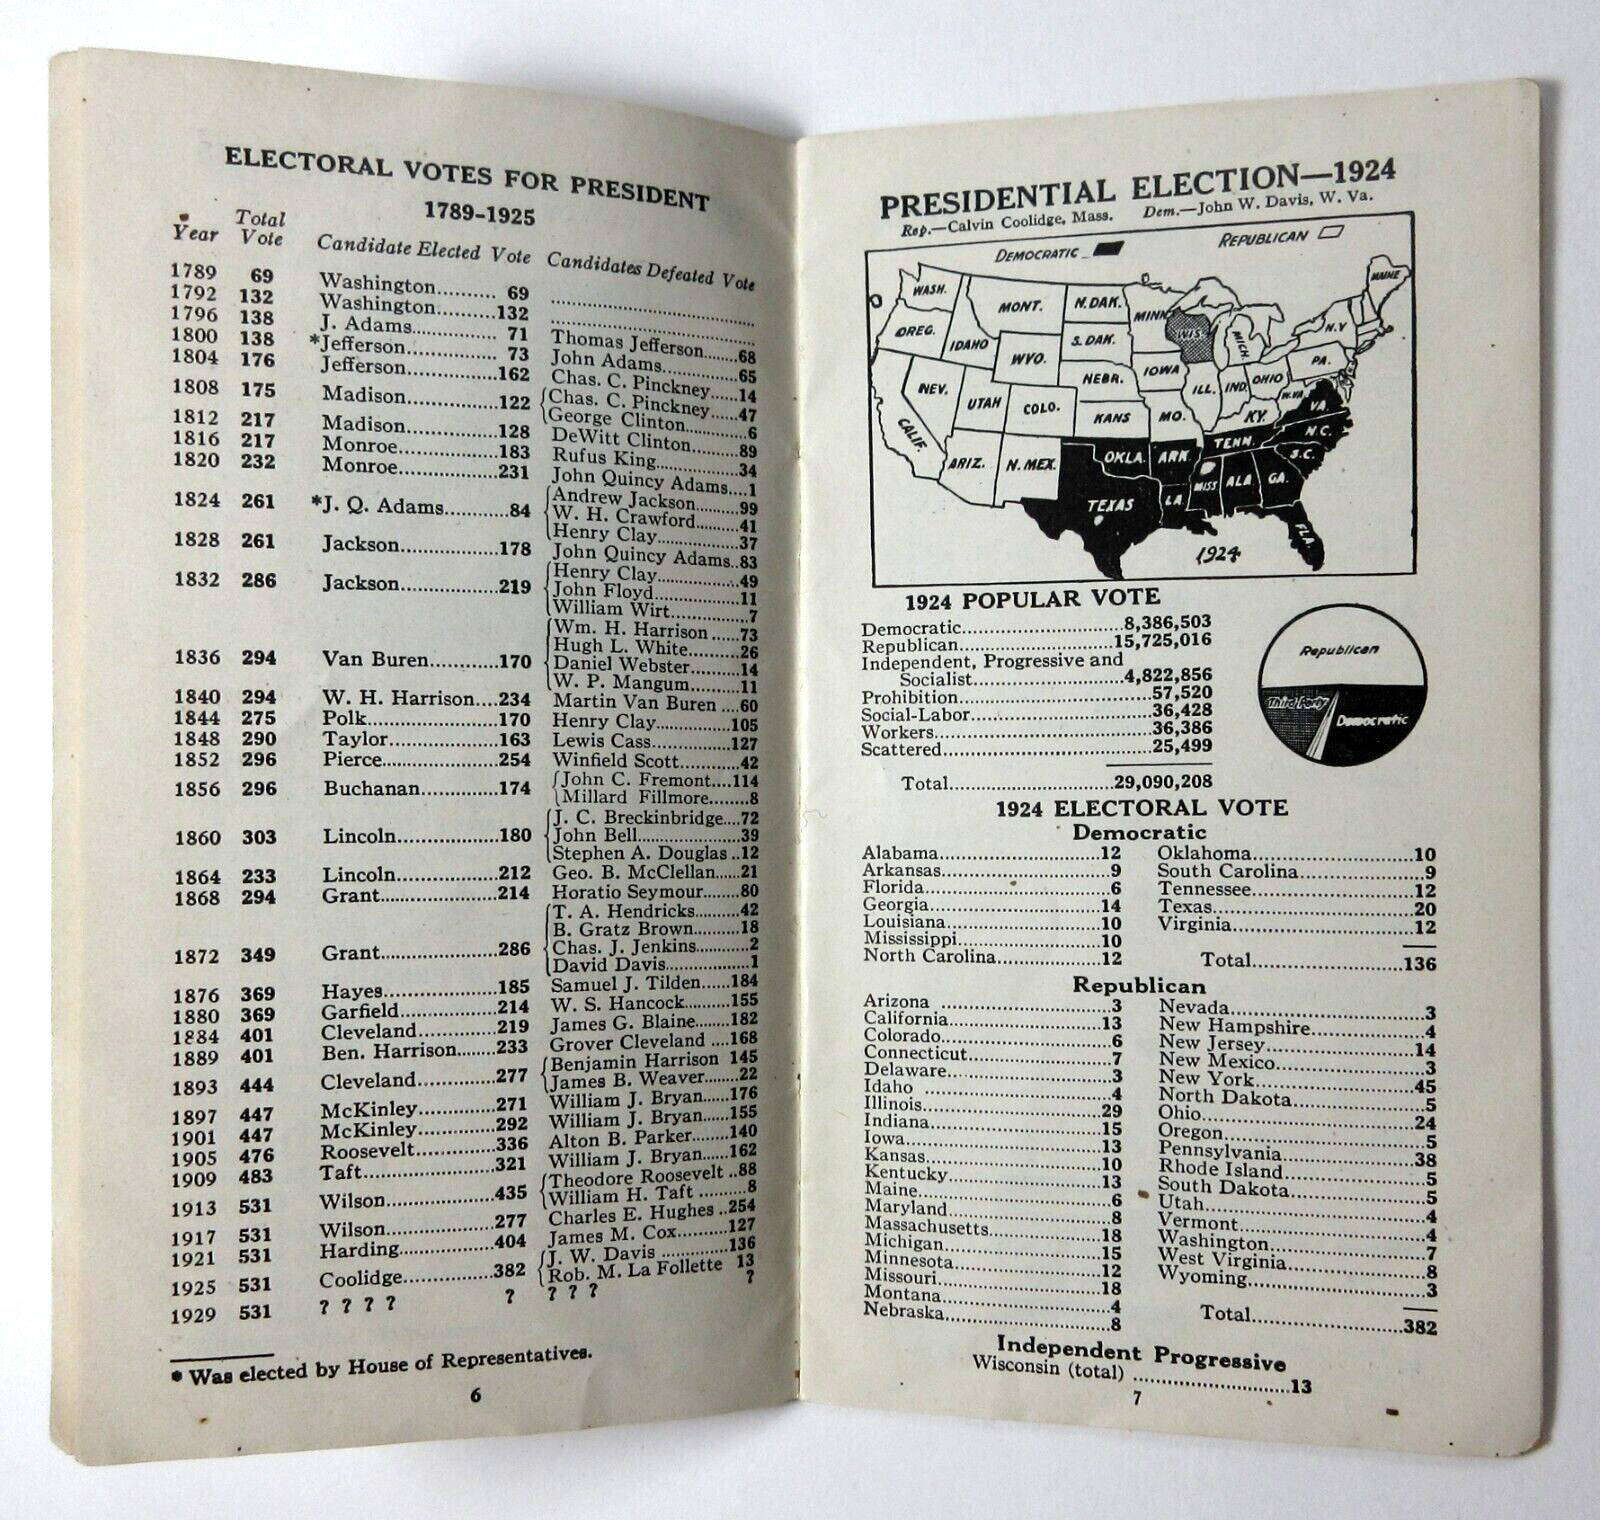 ELECTORAL VOTES FOR PRESIDENT
1789-1925
Year Total Vote Candidate Elected Vote Candidates Defeated Vote
1789 69 Washington.......... 69 ..............................
1792 132 Washington..........132 ..............................
1796 138 J. Adams............. 71 Thomas Jefferson.......68
1800 138 *Jefferson............. 73 John Adams..............65
1804 176 Jefferson..............162 Chas. C. Pinckney......14
1808 175 Madison..............122 Chas. C. Pinckney.....47
George Clinton...........6
1812 217 Madison..............128 DeWitt Clinton.........89
1816 217 Monroe................183 Rufus King...............34
1820 232 Monroe................231 John Quincy Adams....1
1824 261 *J. Q. Adams..........84 Andrew Jackson.........99
W. H. Crawford........41
Henry Clay..............37
1828 261 Jackson................178 John Quincy Adams..83
1832 286 Jackson................219 Henry Clay.............49
John Floyd..............11
William Wirt.............7
1836 294 Van Buren...........170 Wm. H. Harrison .....73
Hugh L. White.........26
Daniel Webster.........14
W. P. Mangum........11
1840 294 W. H. Harrison....234 Martin Van Buren ....60
1844 275 Polk.....................170 Henry Clay............105
1848 290 Taylor.................163 Lewis Cass.............127
1852 296 Pierce..................254 Winfield Scott...........42
1856 296 Buchanan.............174 John C. Fremont....114
Millard Fillmore........8
1860 303 Lincoln.................180 J. C. Breckinbridge....72
John Bell.................39
Stephen A. Douglas ..12
1864 233 Lincoln.................212 Geo. B. McClellan......21
1868 294 Grant...................214 Horatio Seymour.......80
1872 349 Grant...................286 T. A. Hendricks.........42
B. Gratz Brown.........18
Chas. J. Jenkins...........2
David Davis................1
1876 369 Hayes..................185 Samuel J. Tilden......184
1880 369 Garfield...............214 W. S. Hancock........155
1884 401 Cleveland.............219 James G. Blaine.......182
1889 401 Ben. Harrison.......233 Grover Cleveland ....168
1893 444 Cleveland.............277 Benjamin Harrison 145
James B. Weaver.......22
1897 447 McKinley.............271 William J. Bryan.....176
1901 447 McKinley.............292 William J. Bryan.....155
1905 476 Roosevelt.............336 Alton B. Parker.......140
1909 483 Taft.....................321 William J. Bryan.....162
1913 531 Wilson.................435 Theodore Roosevelt ..88
William H. Taft .........8
1917 531 Wilson.................277 Charles E. Hughes ..254
1921 531 Harding...............404 James M. Cox.........127
1925 531 Coolidge..............382 J. W. Davis ............136
Rob. M. La Follette 13
1929 531 ? ? ? ? ? ? ? ? ?
* Was elected by House of Representatives.
6
PRESIDENTIAL ELECTION—1924
Rep.—Calvin Coolidge, Mass. Dem.—John W. Davis, W. Va.
DEMOCRATIC REPUBLICAN
WASH.
MONT.
N. DAK.
MINN.
MAINE
OREG.
IDAHO
WYO.
S. DAK.
WIS.
MICH.
N.Y
PA.
NEV.
UTAH
COLO.
NEBR.
IOWA
ILL.
IND.
OHIO
W.VA.
VA.
CALIF.
KANS
MO.
KY.
ARIZ.
N. MEX.
OKLA.
ARK.
TENN.
N.C.
S.C.
TEXAS
LA.
MISS
ALA.
GA.
FLA.
1924
1924 POPULAR VOTE
Democratic..........................8,386,503
Republican.........................15,725,016
Independent, Progressive and
Socialist.........................4,822,856
Prohibition............................57,520
Social-Labor..........................36,428
Workers................................36,386
Scattered...............................25,499
Total..........................29,090,208
Republican
Third Party
Democratic
1924 ELECTORAL VOTE
Democratic
Alabama..........................12 Oklahoma..........................10
Arkansas...........................9 South Carolina....................9
Florida..............................6 Tennessee..........................12
Georgia............................14 Texas................................20
Louisiana.........................10 Virginia.............................12
Mississippi.......................10
North Carolina..................12 Total.......................136
Republican
Arizona ............................3 Nevada...............................3
California.........................13 New Hampshire..................4
Colorado............................6 New Jersey........................14
Connecticut.......................7 New Mexico.......................3
Delaware...........................3 New York..........................45
Idaho ..............................4 North Dakota.....................5
Illinois.............................29 Ohio.................................24
Indiana............................15 Oregon...............................5
Iowa................................13 Pennsylvania.....................38
Kansas.............................10 Rhode Island......................5
Kentucky.........................13 South Dakota.....................5
Maine...............................6 Utah..................................4
Maryland..........................8 Vermont.............................4
Massachusetts..................18 Washington........................7
Michigan..........................15 West Virginia.....................8
Minnesota........................12 Wyoming............................3
Missouri...........................18
Montana............................4 Total.......................382
Nebraska...........................8
Independent Progressive
Wisconsin (total) .......................13
7